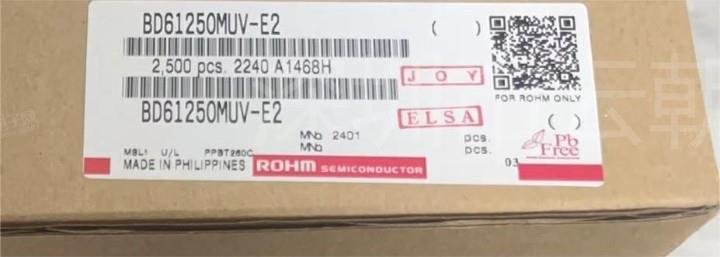 BD61250MUV-E2 ( )
2,500 pcs. 2240 A1468H
JOY
BD61250MUV-E2
FOR ROHM ONLY
ELSA ( )
MNo 2401 pcs.
MNo pcs.
MSL1 U/L PPBT260C
Pb
Free
03
MADE IN PHILIPPINES ROHM SEMICONDUCTOR